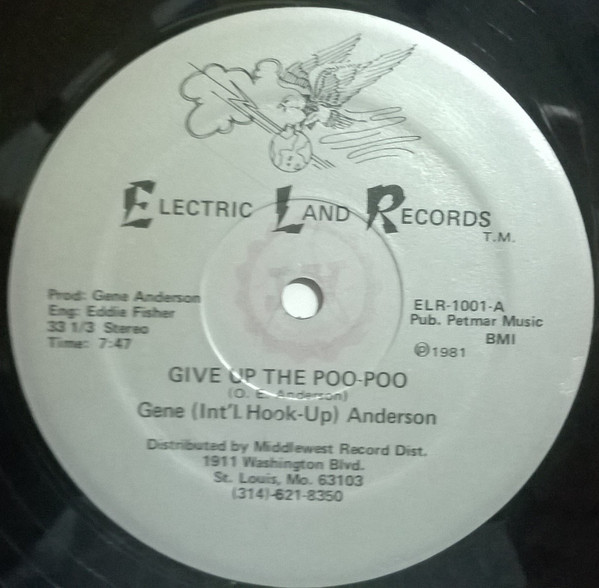 ELECTRIC LAND RECORDS
T.M.
Prod: Gene Anderson
Eng: Eddie Fisher
33 1/3 Stereo
Time: 7:47
ELR-1001-A
Pub. Petmar Music
BMI
℗1981
GIVE UP THE POO-POO
(O. E. Anderson)
Gene (Int'l Hook-Up) Anderson
Distributed by Middlewest Record Dist.
1911 Washington Blvd.
St. Louis, Mo. 63103
(314)-621-8350